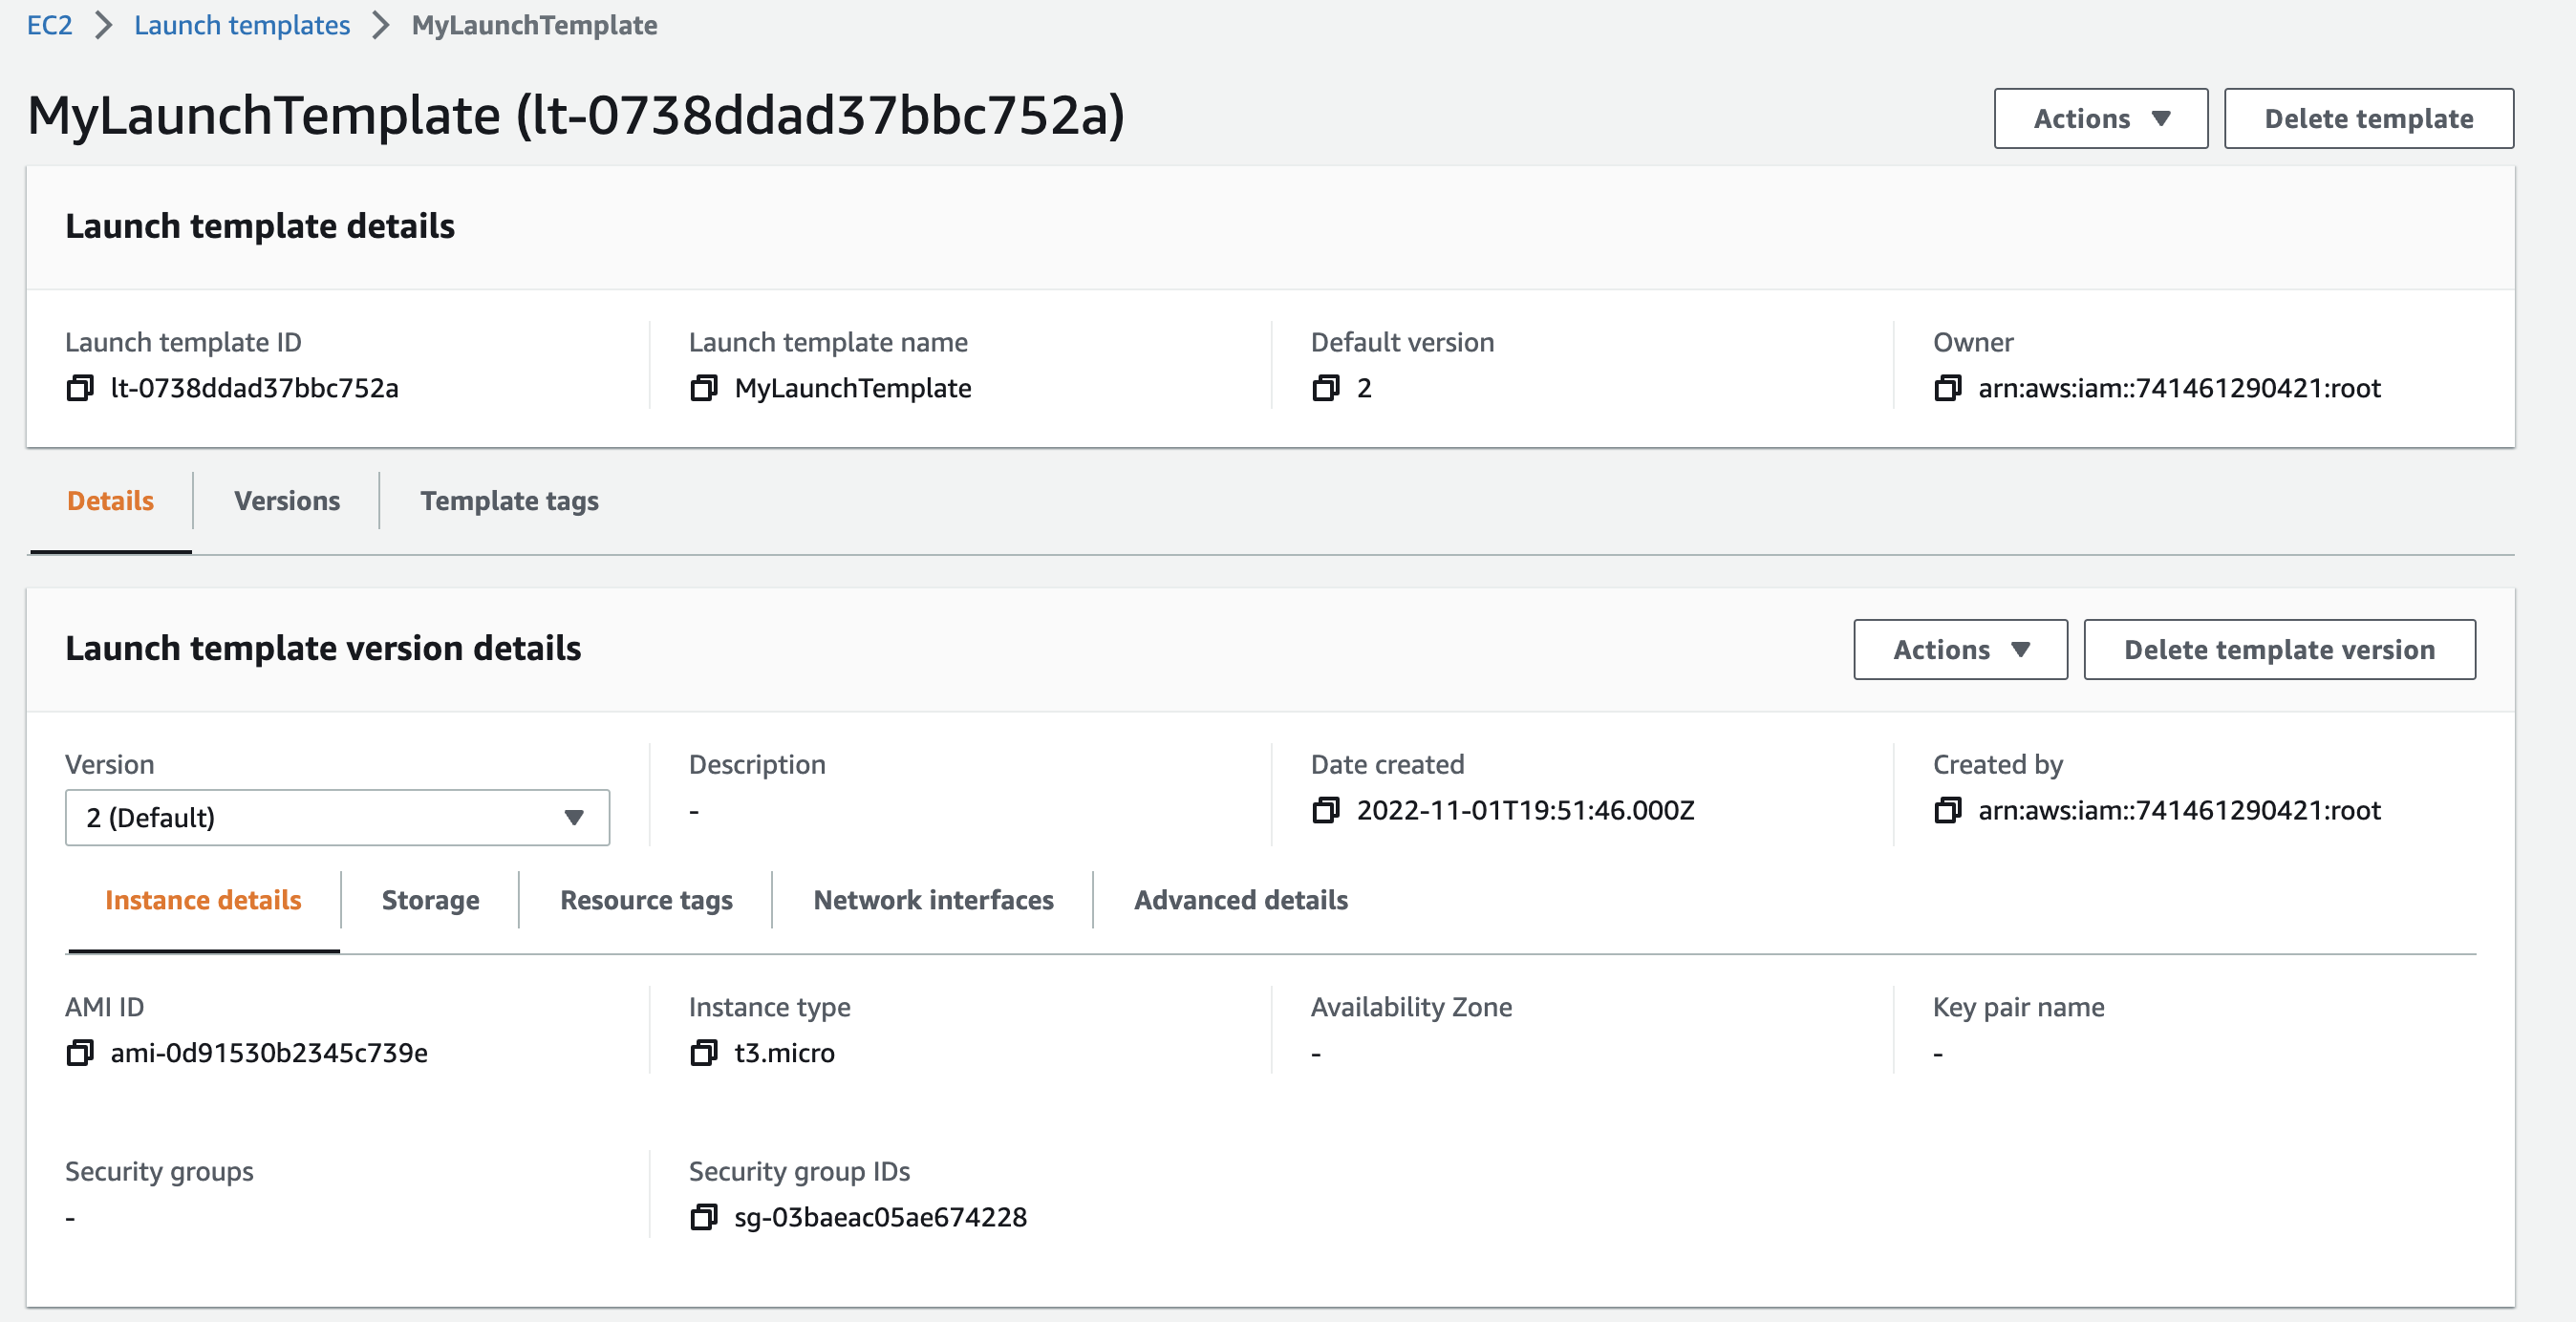 EC2 > Launch templates > MyLaunchTemplate
MyLaunchTemplate (lt-0738ddad37bbc752a)
Actions
Delete template
Launch template details
Launch template ID
lt-0738ddad37bbc752a
Launch template name
MyLaunchTemplate
Default version
2
Owner
arn:aws:iam::741461290421:root
Details
Versions
Template tags
Launch template version details
Actions
Delete template version
Version
2 (Default)
Description
-
Date created
2022-11-01T19:51:46.000Z
Created by
arn:aws:iam::741461290421:root
Instance details
Storage
Resource tags
Network interfaces
Advanced details
AMI ID
ami-0d91530b2345c739e
Instance type
t3.micro
Availability Zone
-
Key pair name
-
Security groups
-
Security group IDs
sg-03baeac05ae674228